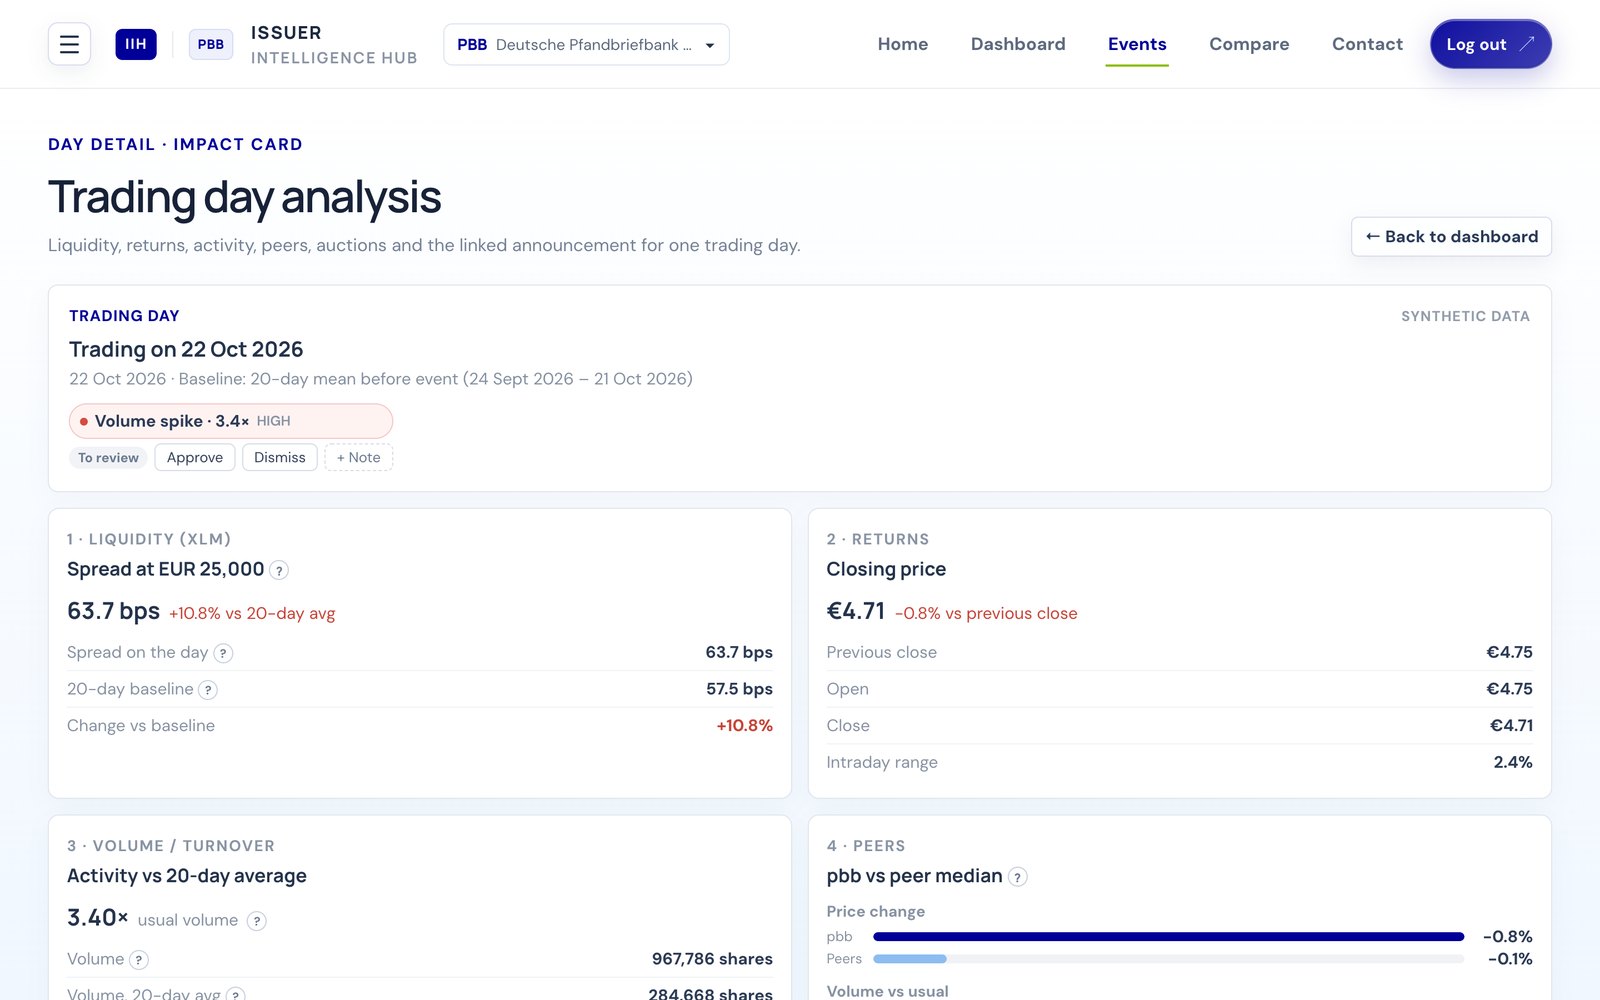 IIH
PBB
ISSUER
INTELLIGENCE HUB
PBB Deutsche Pfandbriefbank ...
Home
Dashboard
Events
Compare
Contact
Log out
DAY DETAIL · IMPACT CARD
Trading day analysis
Liquidity, returns, activity, peers, auctions and the linked announcement for one trading day.
← Back to dashboard
TRADING DAY
SYNTHETIC DATA
Trading on 22 Oct 2026
22 Oct 2026 · Baseline: 20-day mean before event (24 Sept 2026 – 21 Oct 2026)
Volume spike · 3.4× HIGH
To review
Approve
Dismiss
+ Note
1 · LIQUIDITY (XLM)
Spread at EUR 25,000 ?
63.7 bps +10.8% vs 20-day avg
Spread on the day ? 63.7 bps
20-day baseline ? 57.5 bps
Change vs baseline +10.8%
2 · RETURNS
Closing price
€4.71 -0.8% vs previous close
Previous close €4.75
Open €4.75
Close €4.71
Intraday range 2.4%
3 · VOLUME / TURNOVER
Activity vs 20-day average
3.40× usual volume ?
Volume ? 967,786 shares
Volume, 20-day avg ? 284,668 shares
4 · PEERS
pbb vs peer median ?
Price change
pbb -0.8%
Peers -0.1%
Volume vs usual